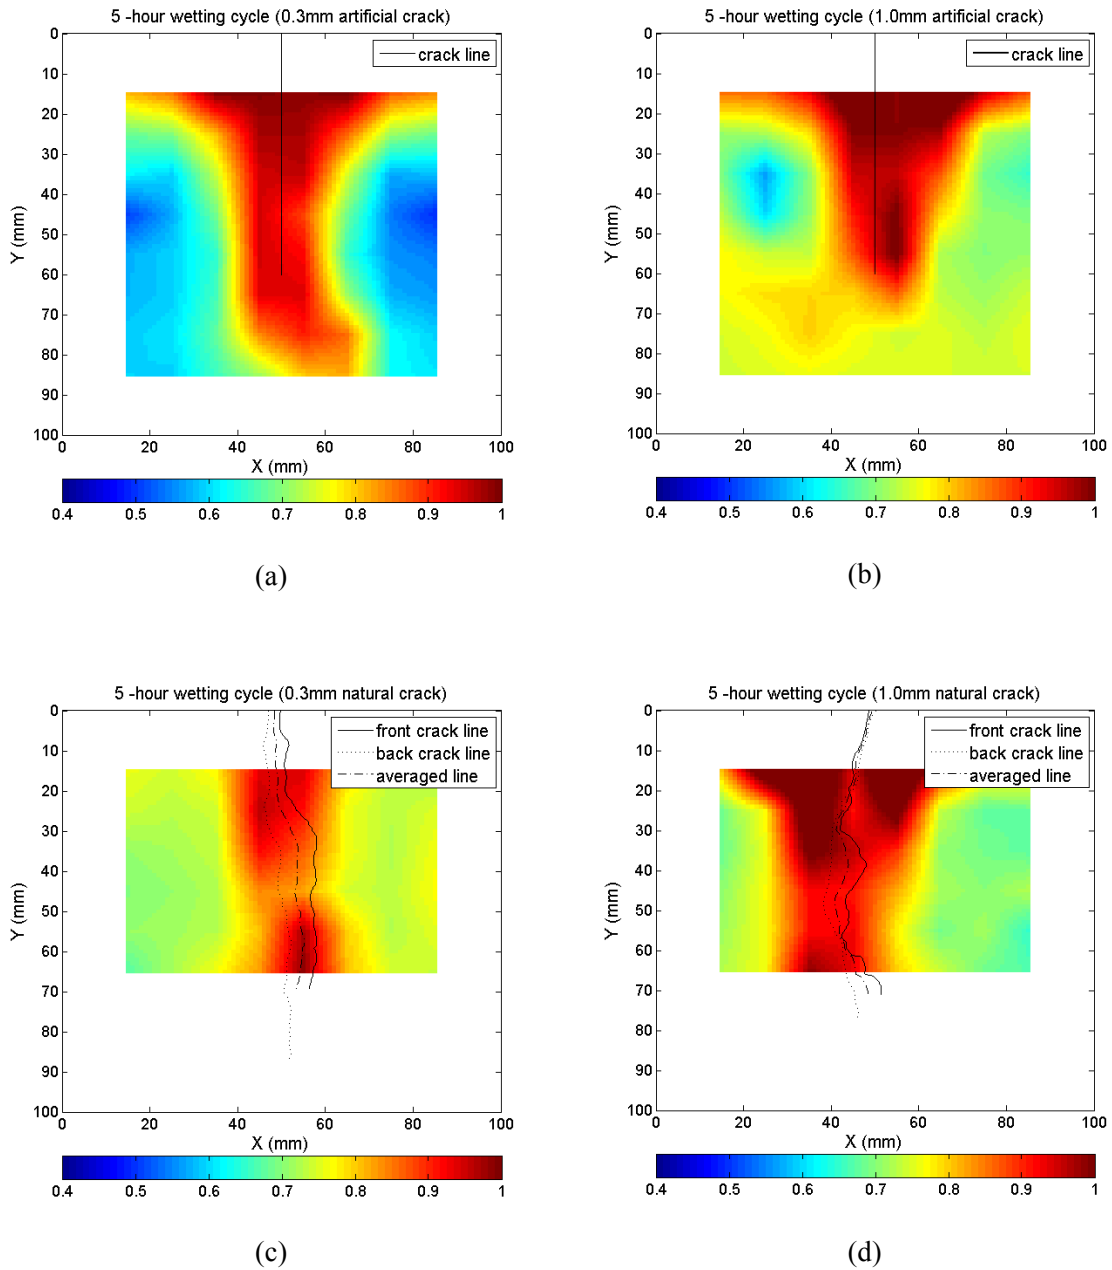 5 -hour wetting cycle (0.3mm artificial crack)
0
10
20
30
40
50
60
70
80
90
100
Y (mm)
crack line
0 20 40 60 80 100
X (mm)
0.4 0.5 0.6 0.7 0.8 0.9 1
(a)
5 -hour wetting cycle (1.0mm artificial crack)
0
10
20
30
40
50
60
70
80
90
100
Y (mm)
crack line
0 20 40 60 80 100
X (mm)
0.4 0.5 0.6 0.7 0.8 0.9 1
(b)
5 -hour wetting cycle (0.3mm natural crack)
0
10
20
30
40
50
60
70
80
90
100
Y (mm)
front crack line
back crack line
averaged line
0 20 40 60 80 100
X (mm)
0.4 0.5 0.6 0.7 0.8 0.9 1
(c)
5 -hour wetting cycle (1.0mm natural crack)
0
10
20
30
40
50
60
70
80
90
100
Y (mm)
front crack line
back crack line
averaged line
0 20 40 60 80 100
X (mm)
0.4 0.5 0.6 0.7 0.8 0.9 1
(d)